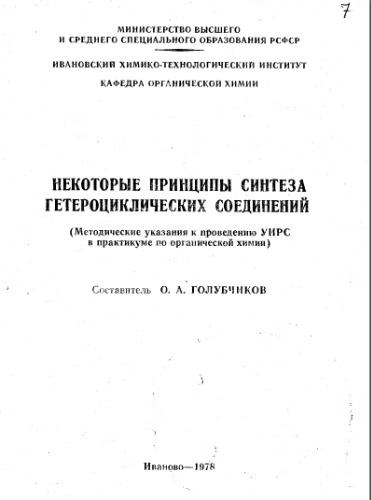 7
МИНИСТЕРСТВО ВЫСШЕГО
И СРЕДНЕГО СПЕЦИАЛЬНОГО ОБРАЗОВАНИЯ РСФСР
ИВАНОВСКИЙ ХИМИКО-ТЕХНОЛОГИЧЕСКИЙ ИНСТИТУТ
КАФЕДРА ОРГАНИЧЕСКОЙ ХИМИИ
НЕКОТОРЫЕ ПРИНЦИПЫ СИНТЕЗА
ГЕТЕРОЦИКЛИЧЕСКИХ СОЕДИНЕНИЙ
(Методические указания к проведению УИРС
в практикуме по органической химии)
Составитель О. А. ГОЛУБЧИКОВ
Иваново—1978